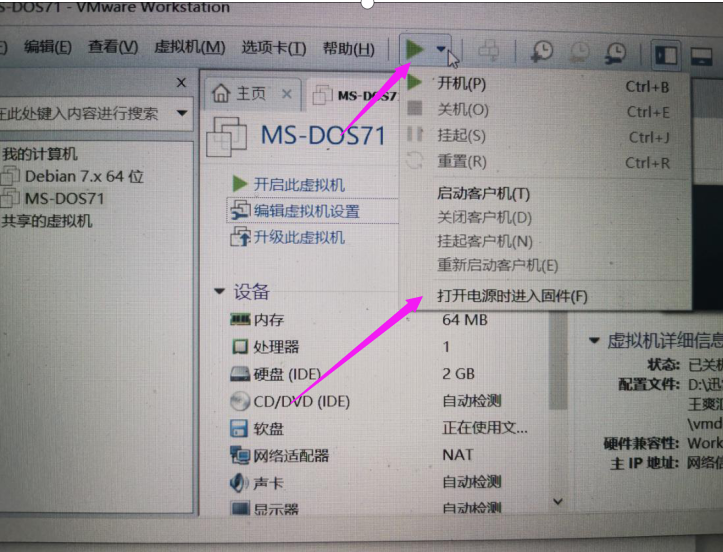 S-DOS71 - VMware Workstation
编辑(E) 查看(V) 虚拟机(M) 选项卡(T) 帮助(H)
在此处键入内容进行搜索
我的计算机
Debian 7.x 64 位
MS-DOS71
共享的虚拟机
主页
MS-DOS7
MS-DOS71
开启此虚拟机
编辑虚拟机设置
升级此虚拟机
设备
内存 64 MB
处理器 1
硬盘 (IDE) 2 GB
CD/DVD (IDE) 自动检测
软盘 正在使用文...
网络适配器 NAT
声卡 自动检测
显示器 自动检测
开机(P) Ctrl+B
关机(O) Ctrl+E
挂起(S) Ctrl+J
重置(R) Ctrl+R
启动客户机(T)
关闭客户机(D)
挂起客户机(N)
重新启动客户机(E)
打开电源时进入固件(F)
虚拟机详细信息
状态: 已关机
配置文件: D:\迅
王爽汇
\vmd
硬件兼容性: Work
主 IP 地址: 网络信